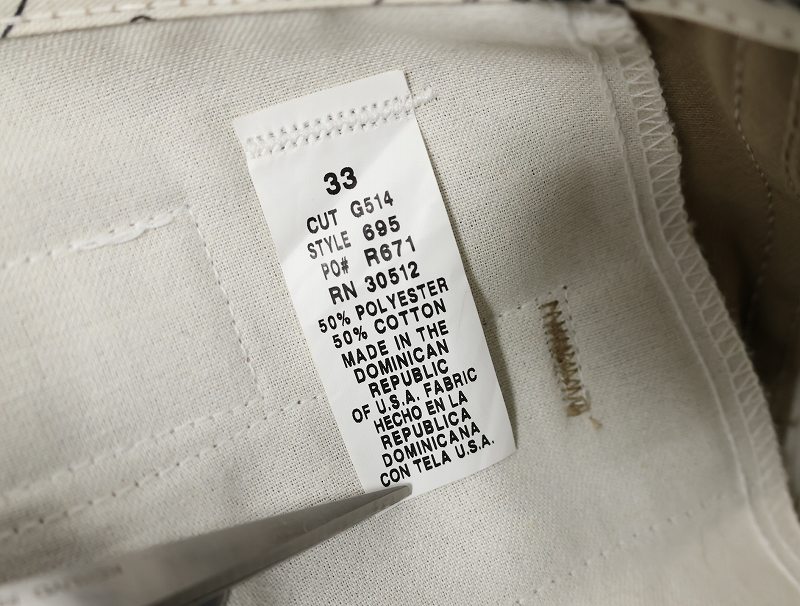 33
CUT G514
STYLE 695
PO# R671
RN 30512
50% POLYESTER
50% COTTON
MADE IN THE
DOMINICAN
REPUBLIC
OF U.S.A. FABRIC
HECHO EN LA
REPUBLICA
DOMINICANA
CON TELA U.S.A.